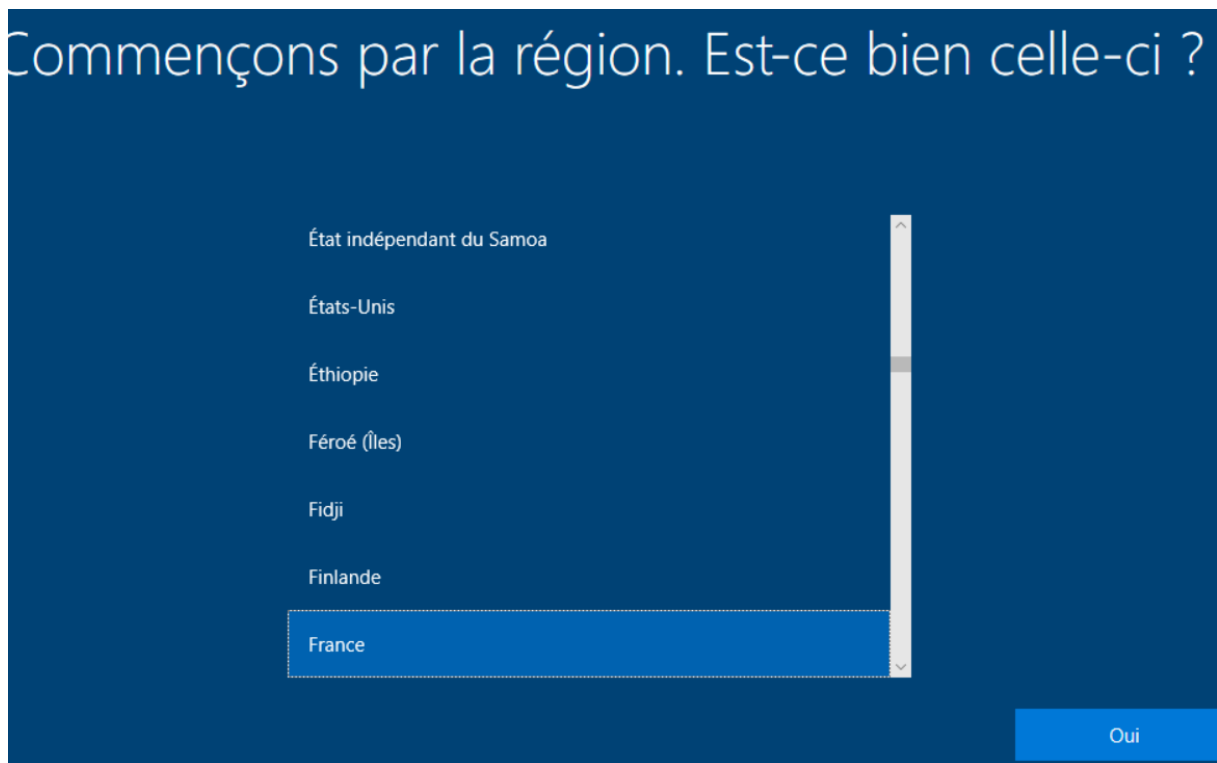 Commençons par la région. Est-ce bien celle-ci ?
État indépendant du Samoa
États-Unis
Éthiopie
Féroé (Îles)
Fidji
Finlande
France
Oui